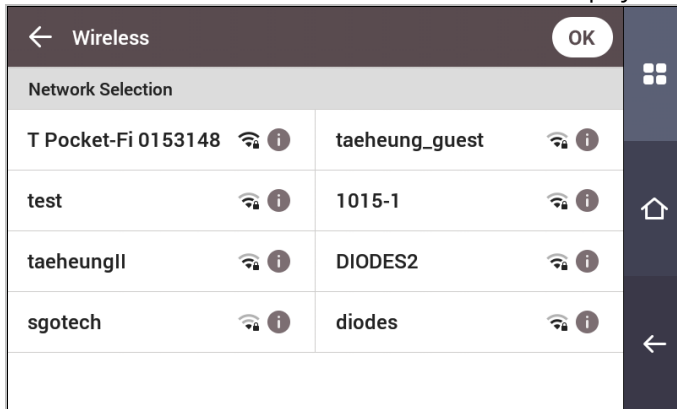 Wireless
OK
Network Selection
T Pocket-Fi 0153148
taeheung_guest
test
1015-1
taeheungII
DIODES2
sgotech
diodes